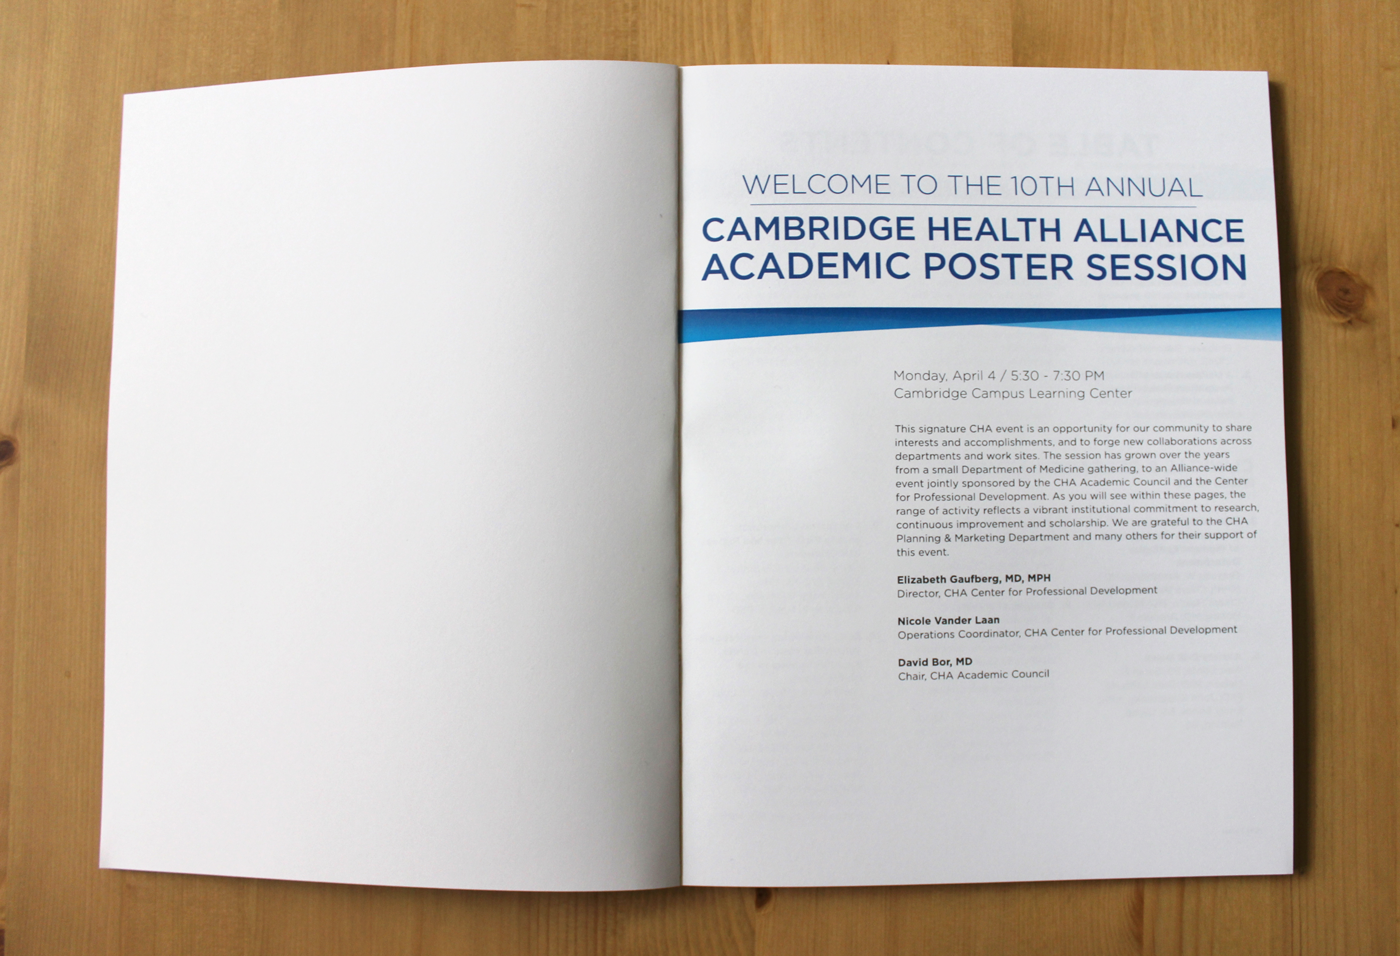 WELCOME TO THE 10TH ANNUAL
CAMBRIDGE HEALTH ALLIANCE
ACADEMIC POSTER SESSION
Monday, April 4 / 5:30 - 7:30 PM
Cambridge Campus Learning Center
This signature CHA event is an opportunity for our community to share
interests and accomplishments, and to forge new collaborations across
departments and work sites. The session has grown over the years
from a small Department of Medicine gathering, to an Alliance-wide
event jointly sponsored by the CHA Academic Council and the Center
for Professional Development. As you will see within these pages, the
range of activity reflects a vibrant institutional commitment to research,
continuous improvement and scholarship. We are grateful to the CHA
Planning & Marketing Department and many others for their support of
this event.
Elizabeth Gaufberg, MD, MPH
Director, CHA Center for Professional Development
Nicole Vander Laan
Operations Coordinator, CHA Center for Professional Development
David Bor, MD
Chair, CHA Academic Council